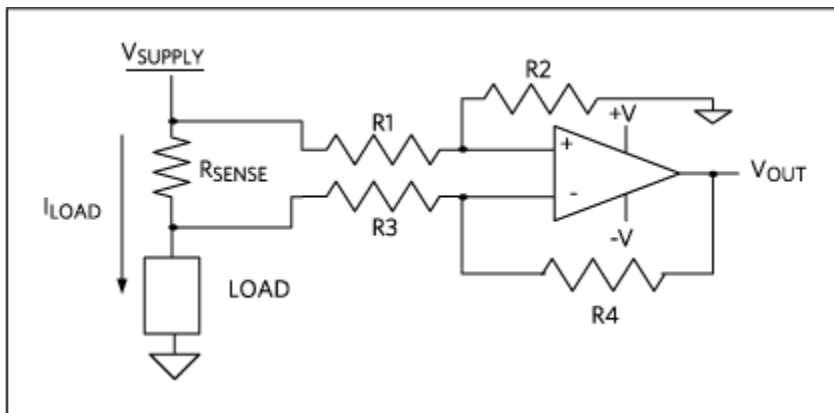 VSUPPLY
R2
+V
R1
+
RSENSE
VOUT
-
ILOAD
R3
-V
LOAD
R4